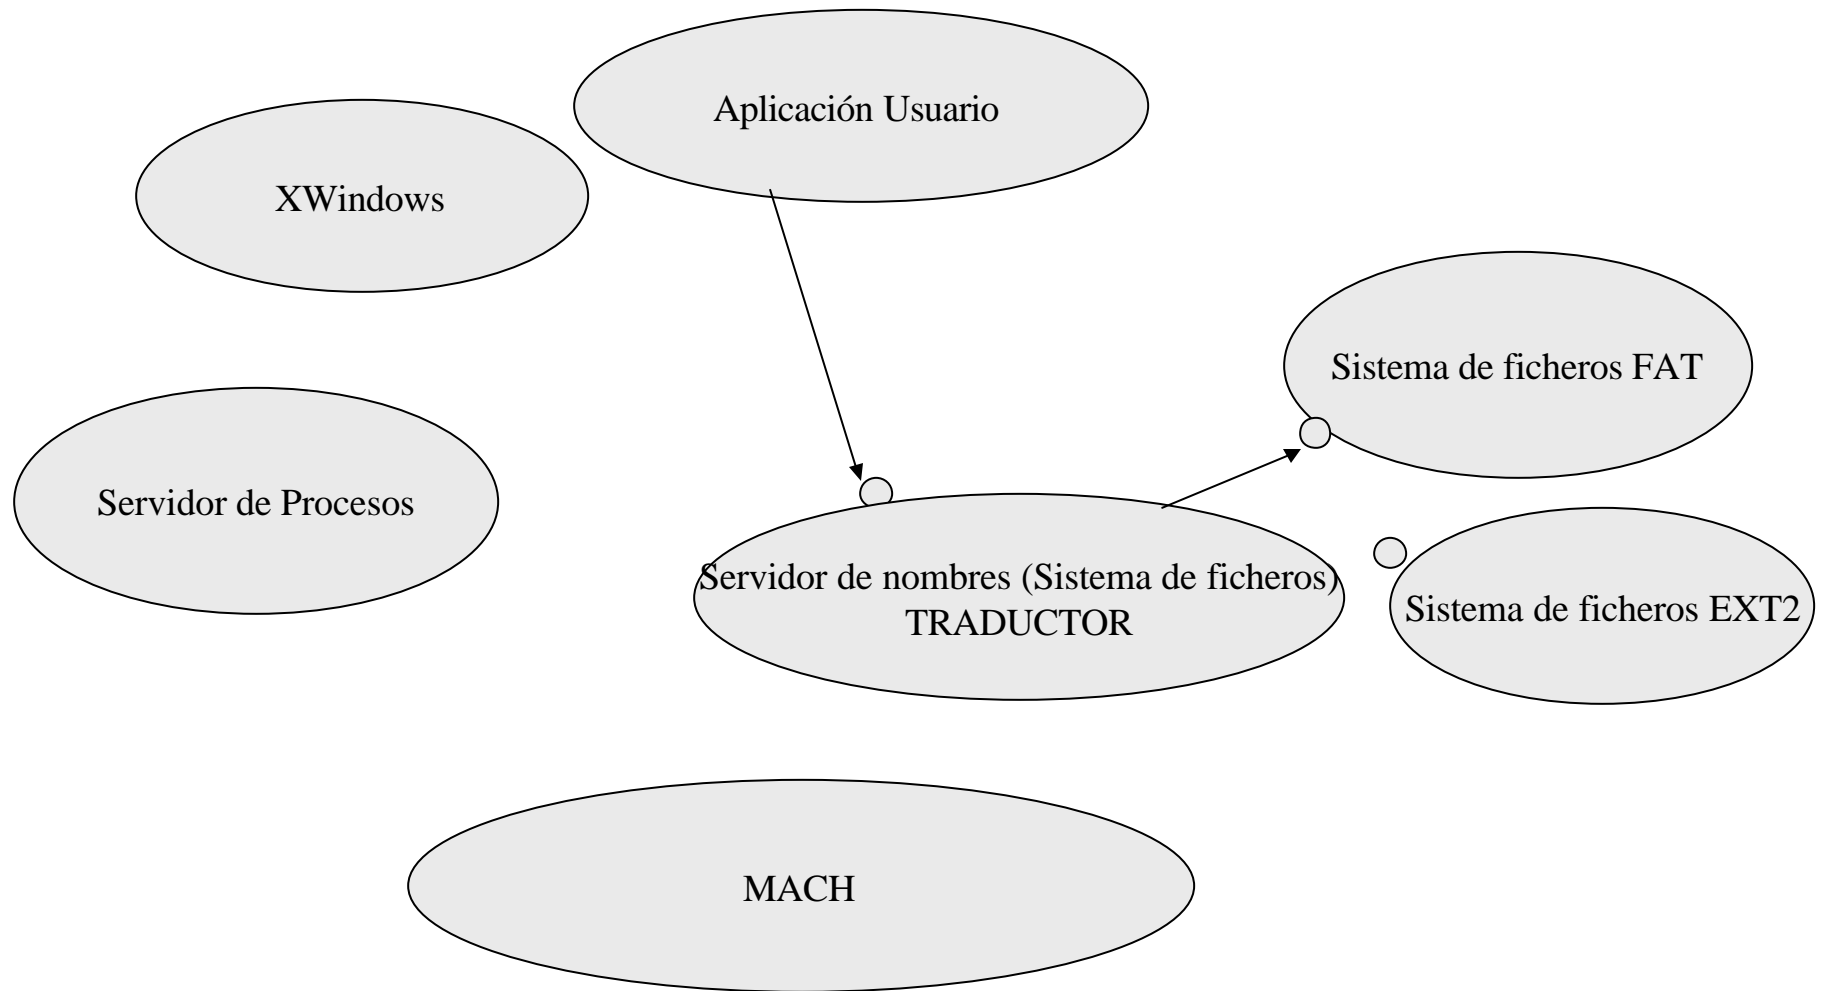 Aplicación Usuario
XWindows
Sistema de ficheros FAT
Servidor de Procesos
Servidor de nombres (Sistema de ficheros)
TRADUCTOR
Sistema de ficheros EXT2
MACH